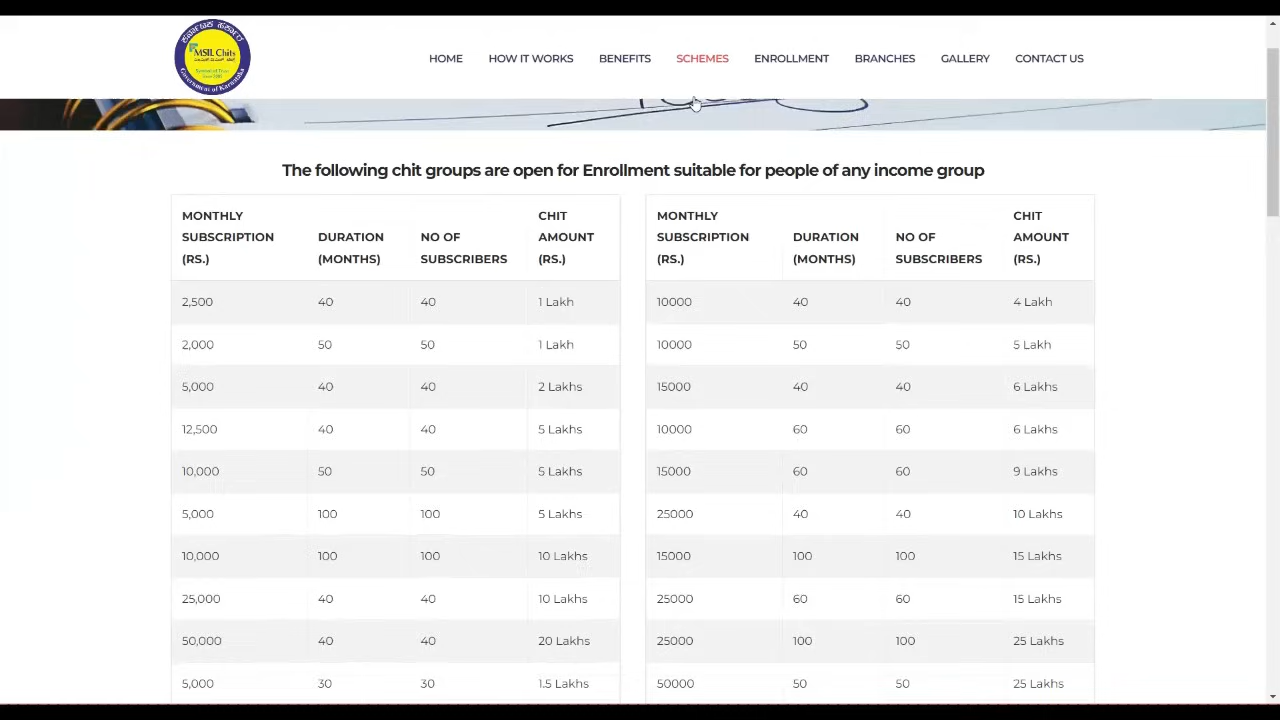 ಕರ್ನಾಟಕ ಸರ್ಕಾರ
MSIL Chits
Government of Karnataka
HOME HOW IT WORKS BENEFITS SCHEMES ENROLLMENT BRANCHES GALLERY CONTACT US
The following chit groups are open for Enrollment suitable for people of any income group
MONTHLY SUBSCRIPTION (RS.) DURATION (MONTHS) NO OF SUBSCRIBERS CHIT AMOUNT (RS.)
2,500 40 40 1 Lakh
2,000 50 50 1 Lakh
5,000 40 40 2 Lakhs
12,500 40 40 5 Lakhs
10,000 50 50 5 Lakhs
5,000 100 100 5 Lakhs
10,000 100 100 10 Lakhs
25,000 40 40 10 Lakhs
50,000 40 40 20 Lakhs
5,000 30 30 1.5 Lakhs
MONTHLY SUBSCRIPTION (RS.) DURATION (MONTHS) NO OF SUBSCRIBERS CHIT AMOUNT (RS.)
10000 40 40 4 Lakh
10000 50 50 5 Lakh
15000 40 40 6 Lakhs
10000 60 60 6 Lakhs
15000 60 60 9 Lakhs
25000 40 40 10 Lakhs
15000 100 100 15 Lakhs
25000 60 60 15 Lakhs
25000 100 100 25 Lakhs
50000 50 50 25 Lakhs